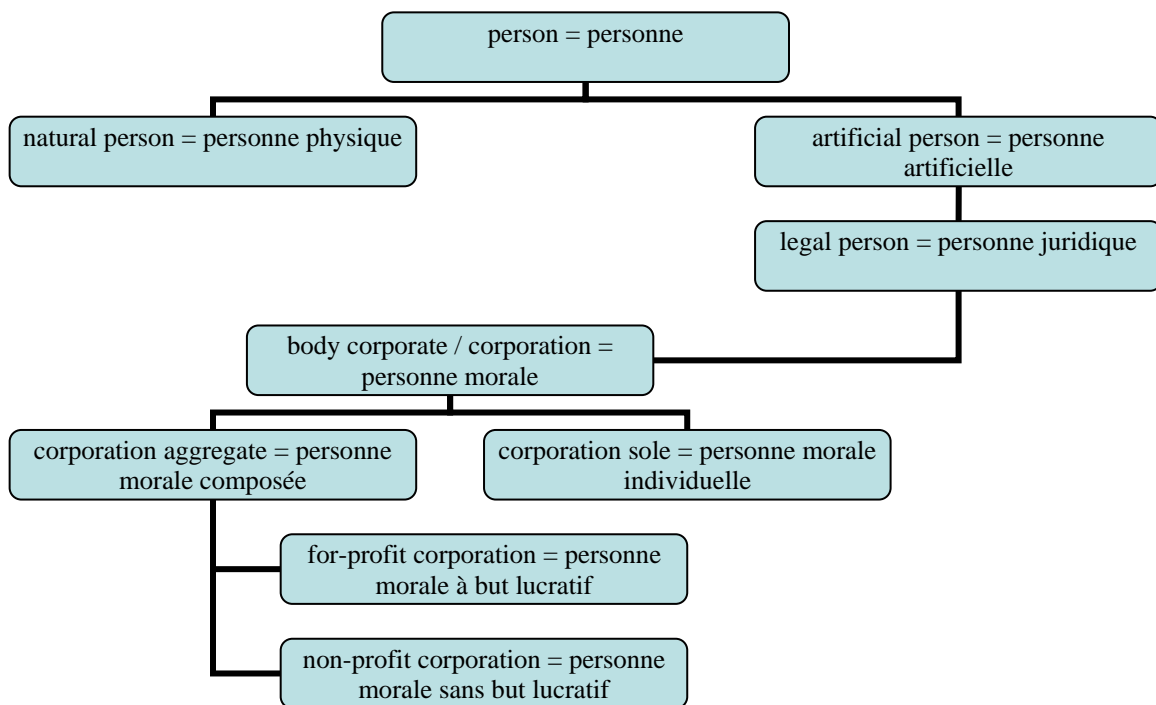 person = personne
natural person = personne physique
artificial person = personne
artificielle
legal person = personne juridique
body corporate / corporation =
personne morale
corporation aggregate = personne
morale composée
corporation sole = personne morale
individuelle
for-profit corporation = personne
morale à but lucratif
non-profit corporation = personne
morale sans but lucratif